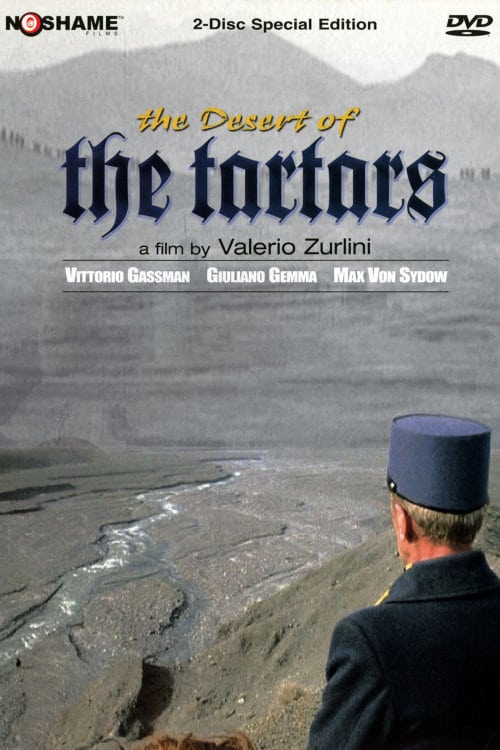 NOSHAME™
FILMS
2-Disc Special Edition
DVD
the Desert of
the tartars
a film by Valerio Zurlini
VITTORIO GASSMAN GIULIANO GEMMA MAX VON SYDOW